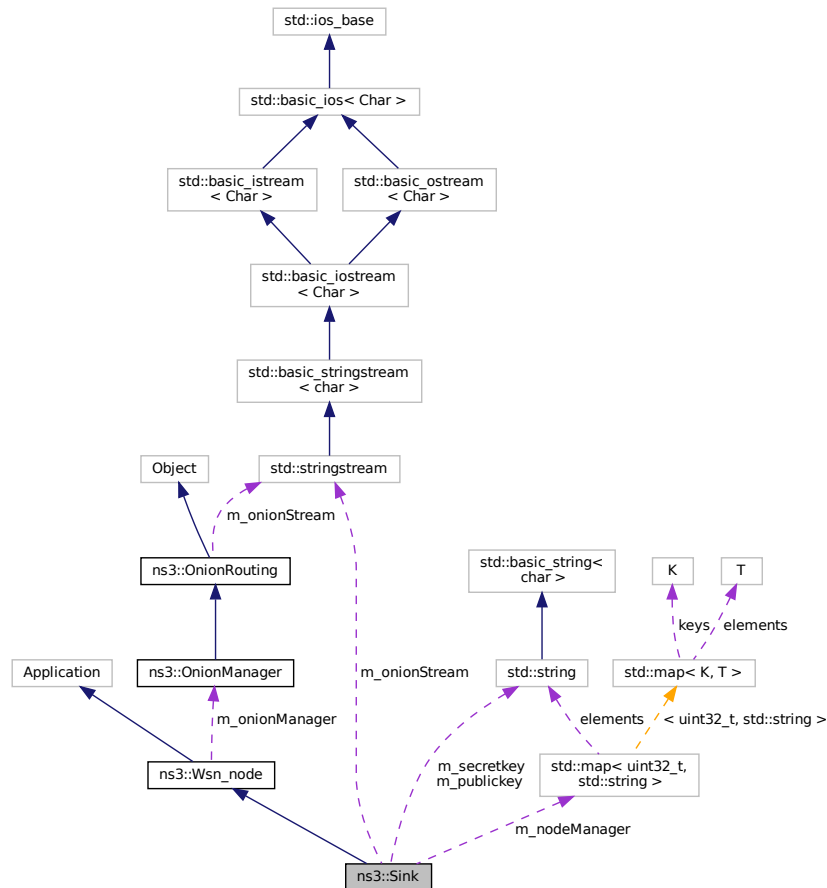 std::ios_base
std::basic_ios< Char >
std::basic_istream
< Char >
std::basic_ostream
< Char >
std::basic_iostream
< Char >
std::basic_stringstream
< char >
Object
std::stringstream
m_onionStream
ns3::OnionRouting
std::basic_string<
char >
K
T
keys
elements
Application
ns3::OnionManager
m_onionStream
std::string
std::map< K, T >
m_onionManager
elements
< uint32_t, std::string >
ns3::Wsn_node
m_secretkey
m_publickey
std::map< uint32_t,
std::string >
m_nodeManager
ns3::Sink